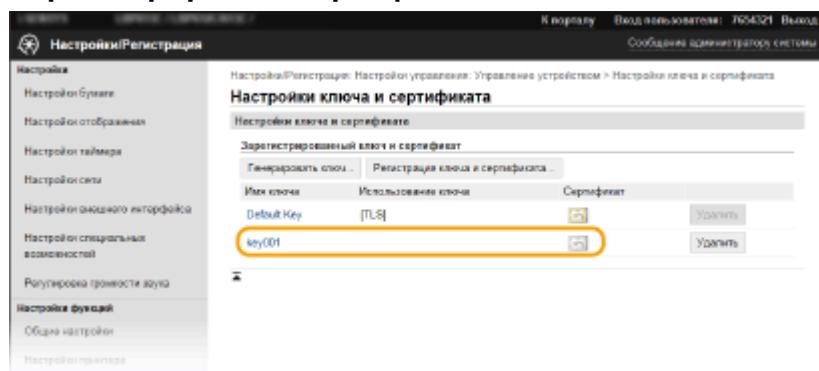 К порталу Вход пользователя: 7654321 Выход
Настройки/Регистрация
Сообщение администратору системы
Настройка
Настройки бумаги
Настройки отображения
Настройки таймера
Настройки сети
Настройки внешнего интерфейса
Настройки специальных
возможностей
Регулировка громкости звука
Настройка функций
Общие настройки
Настройки принтера
Настройки/Регистрация: Настройки управления: Управление устройством > Настройки ключа и сертификата
Настройки ключа и сертификата
Настройки ключа и сертификата
Зарегистрированный ключ и сертификат
Генерировать ключ... Регистрация ключа и сертификата...
Имя ключа Использование ключа Сертификат
Default Key [TLS] Удалить
key001 Удалить